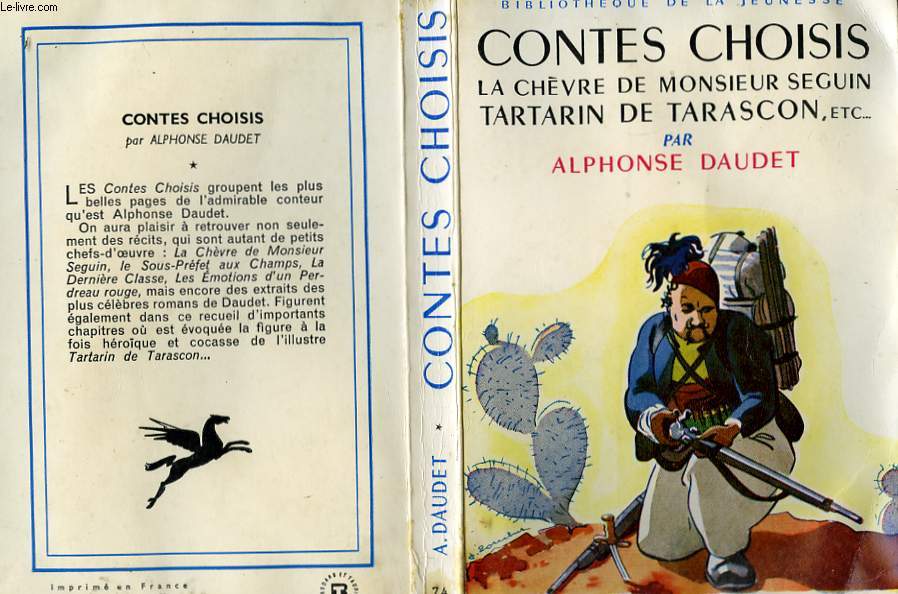 Le-livre.com
CONTES CHOISIS
par ALPHONSE DAUDET
★
LES Contes Choisis groupent les plus
belles pages de l'admirable conteur
qu'est Alphonse Daudet.
On aura plaisir à retrouver non seule-
ment des récits, qui sont autant de petits
chefs-d'œuvre : La Chèvre de Monsieur
Seguin, le Sous-Préfet aux Champs, La
Dernière Classe, Les Émotions d'un Per-
dreau rouge, mais encore des extraits des
plus célèbres romans de Daudet. Figurent
également dans ce recueil d'importants
chapitres où est évoquée la figure à la
fois héroïque et cocasse de l'illustre
Tartarin de Tarascon...
Imprimé en France
A. DAUDET ★ CONTES CHOISIS
74
BIBLIOTHÈQUE DE LA JEUNESSE
CONTES CHOISIS
LA CHÈVRE DE MONSIEUR SEGUIN
TARTARIN DE TARASCON, ETC...
PAR
ALPHONSE DAUDET